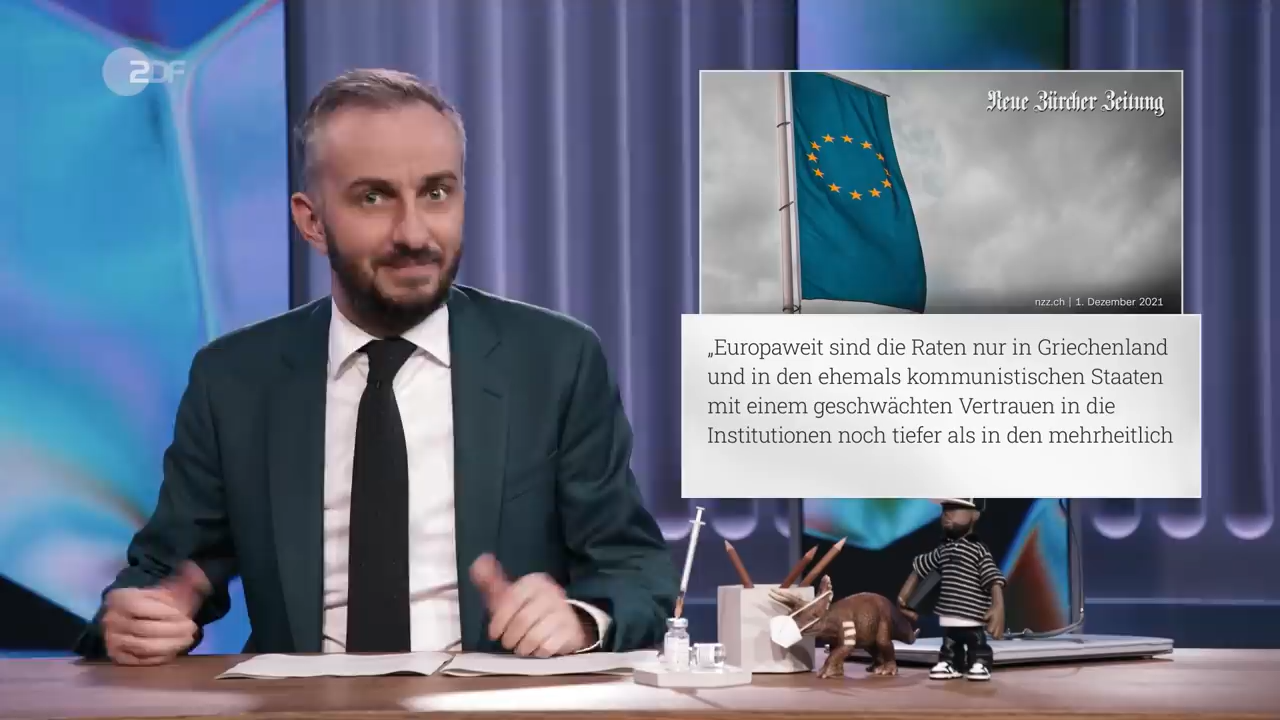 ZDF
Neue Zürcher Zeitung
nzz.ch | 1. Dezember 2021
„Europaweit sind die Raten nur in Griechenland
und in den ehemals kommunistischen Staaten
mit einem geschwächten Vertrauen in die
Institutionen noch tiefer als in den mehrheitlich